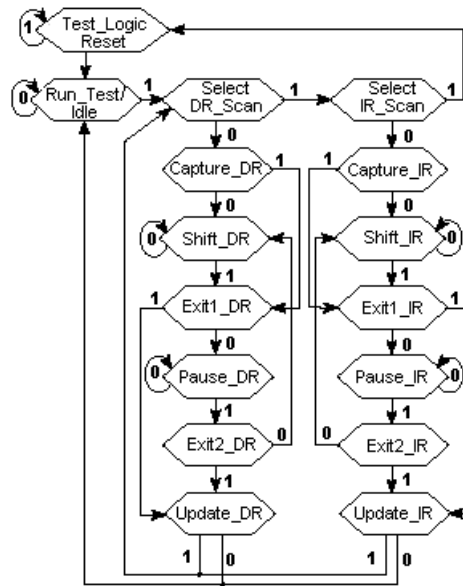 1
Test_Logic
Reset
0
Run_Test/
Idle
1
Select
DR_Scan
1
Select
IR_Scan
1
0
0
Capture_DR
1
1
Capture_IR
0
0
0
Shift_DR
Shift_IR
0
1
1
1
Exit1_DR
Exit1_IR
1
0
0
0
Pause_DR
Pause_IR
0
1
1
Exit2_DR
0
0
Exit2_IR
1
1
Update_DR
Update_IR
1
0
1
0